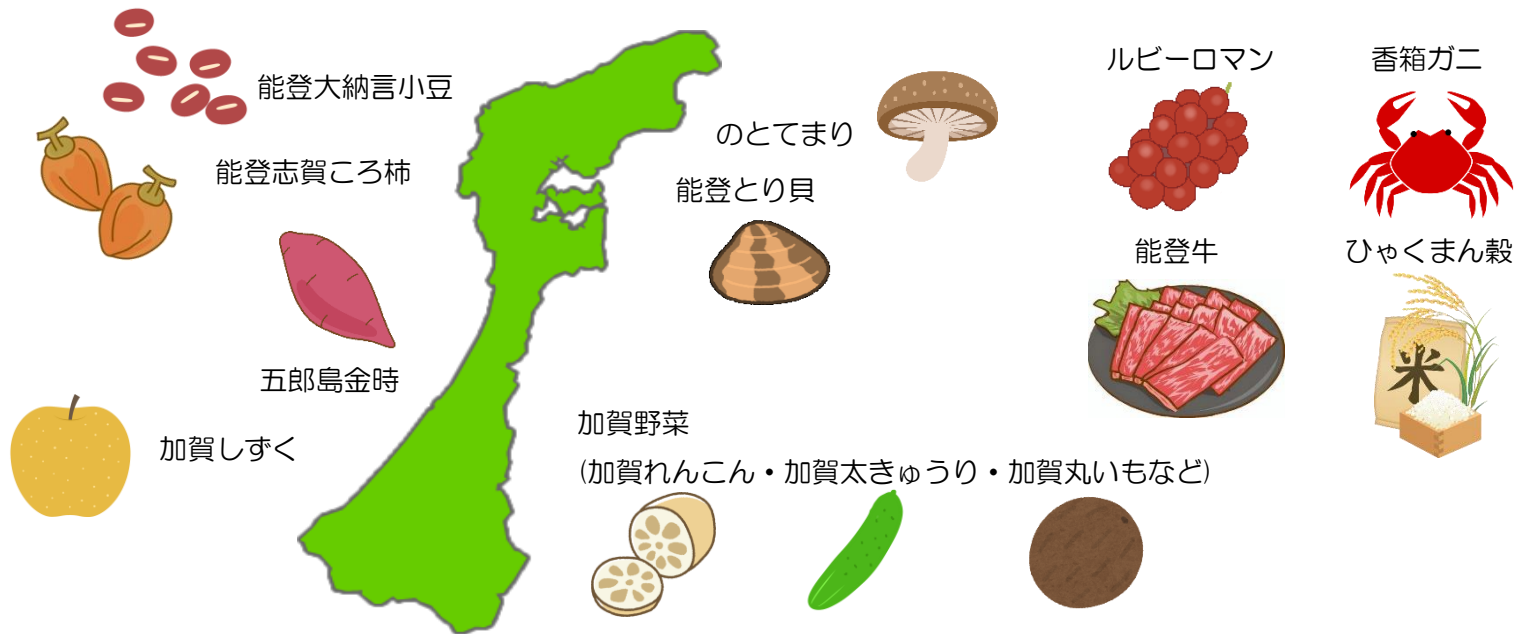 能登大納言小豆
能登志賀ころ柿
五郎島金時
加賀しずく
のとてまり
能登とり貝
加賀野菜
(加賀れんこん・加賀太きゅうり・加賀丸いもなど)
ルビーロマン
香箱ガニ
能登牛
ひゃくまん穀
米